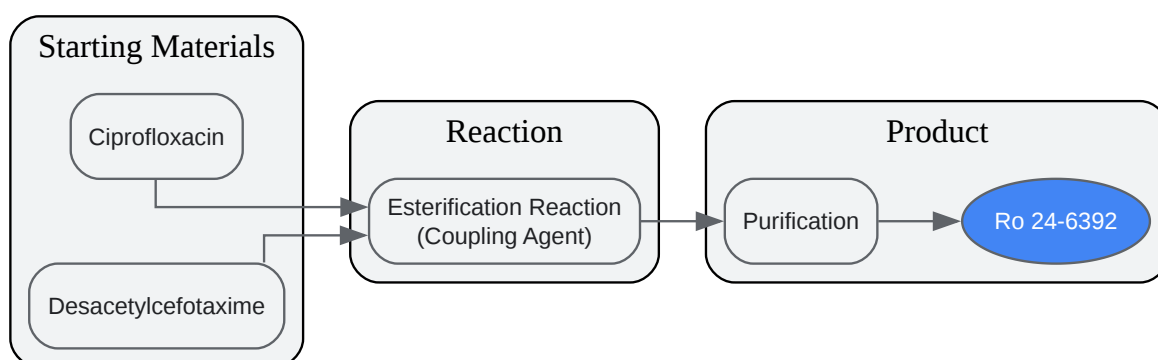 Starting Materials
Ciprofloxacin
Desacetylcefotaxime
Reaction
Esterification Reaction
(Coupling Agent)
Product
Purification
Ro 24-6392